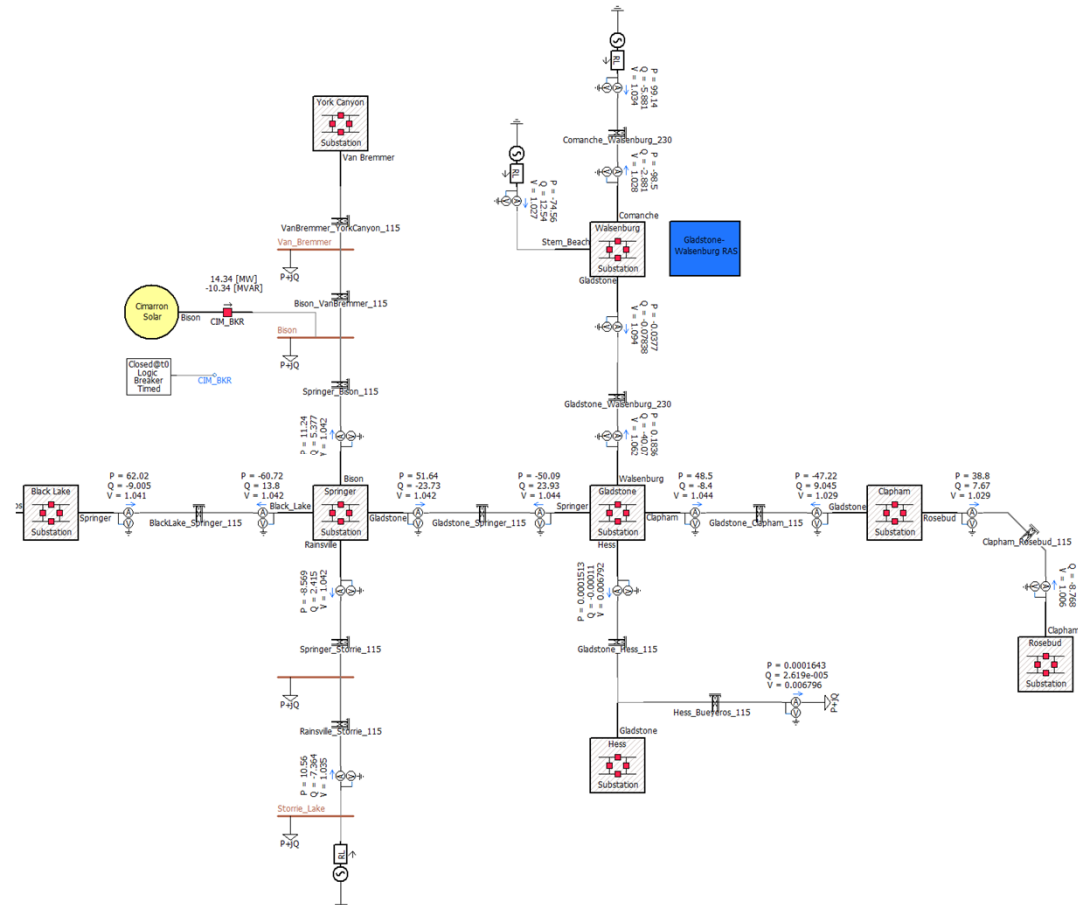 York Canyon
Substation
Van Bremmer
VanBremmer_YorkCanyon_115
Van_Bremmer
P+jQ
14.34 [MW]
-10.34 [MVAR]
Cimarron
Solar
Bison
CIM_BKR
Bison_VanBremmer_115
Bison
P+jQ
Closed@t0
Logic
Breaker
Timed
CIM_BKR
Springer_Bison_115
P = 11.24
Q = 5.377
V = 1.042
S
RL
P = 99.14
Q = -5.881
V = 1.034
A
V
Comanche_Walsenburg_230
P = -98.5
Q = -2.881
V = 1.028
A
V
Comanche
S
RL
P = -74.56
Q = 12.54
V = 1.027
A
V
Stem_Beach
Walsenburg
Substation
Gladstone
Gladstone-
Walsenburg RAS
P = -0.0377
Q = -0.07838
V = 1.094
A
V
Gladstone_Walsenburg_230
P = 0.1836
Q = -40.07
V = 1.062
A
V
Walsenburg
Black Lake
Substation
Springer
P = 62.02
Q = -9.005
V = 1.041
A
V
BlackLake_Springer_115
P = -60.72
Q = 13.8
V = 1.042
A
V
Black_Lake
Bison
Springer
Substation
Rainsville
Gladstone
P = 51.64
Q = -23.73
V = 1.042
A
V
Gladstone_Springer_115
P = -50.09
Q = 23.93
V = 1.044
A
V
Springer
Gladstone
Substation
Hess
Clapham
P = 48.5
Q = -8.4
V = 1.044
A
V
Gladstone_Clapham_115
P = -47.22
Q = 9.045
V = 1.029
A
V
Gladstone
Clapham
Substation
Rosebud
P = 38.8
Q = 7.67
V = 1.029
A
V
Clapham_Rosebud_115
Q = -8.768
V = 1.006
A
V
Clapham
Rosebud
Substation
P = -8.569
Q = 2.415
V = 1.042
A
V
Springer_Storrie_115
P+jQ
Rainsville_Storrie_115
P = 10.56
Q = -7.364
V = 1.035
A
V
Storrie_Lake
P+jQ
RL
S
P = 0.0001513
Q = -0.00011
V = 0.006792
A
V
Gladstone_Hess_115
P = 0.0001643
Q = 2.619e-005
V = 0.006796
A
V
P+jQ
Hess_Bueyeros_115
Gladstone
Hess
Substation